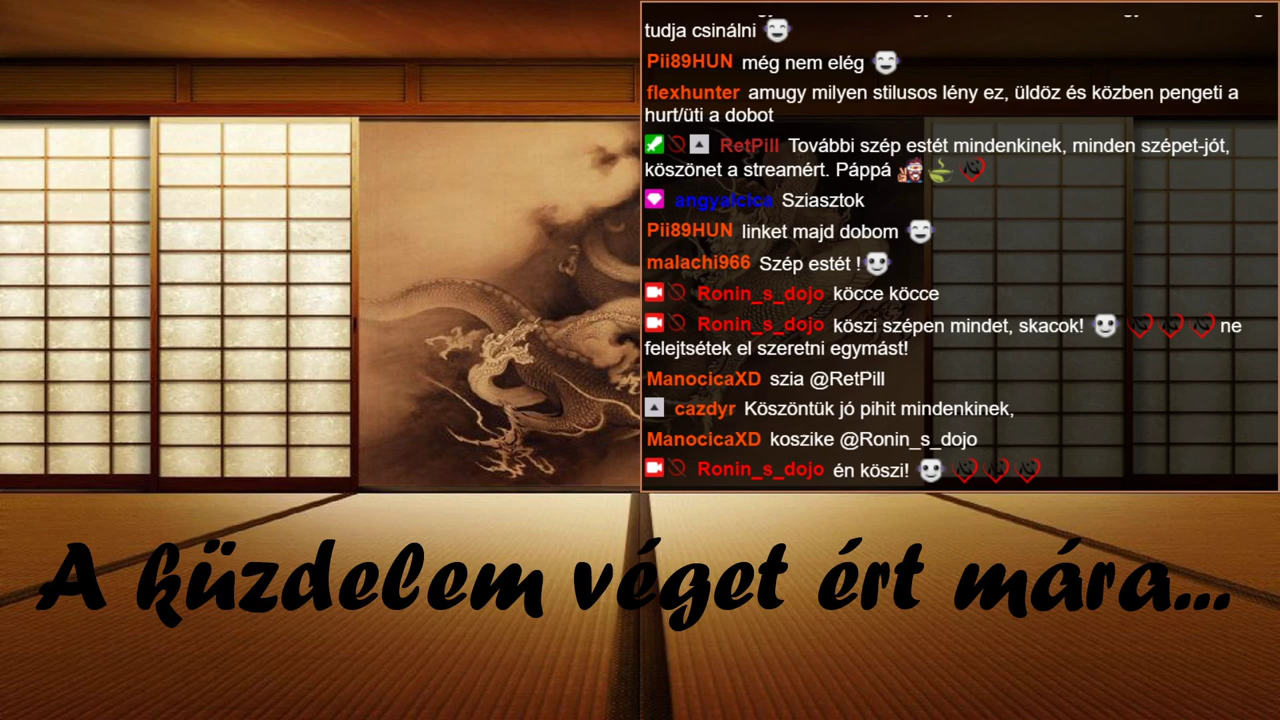 tudja csinálni
Pii89HUN még nem elég
flexhunter amugy milyen stilusos lény ez, üldöz és közben pengeti a
hurt/üti a dobot
RetPill További szép estét mindenkinek, minden szépet-jót,
köszönet a streamért. Páppá
angyalcica Sziasztok
Pii89HUN linket majd dobom
malachi966 Szép estét !
Ronin_s_dojo köcce köcce
Ronin_s_dojo köszi szépen mindet, skacok! ne
felejtsétek el szeretni egymást!
ManocicaXD szia @RetPill
cazdyr Köszöntük jó pihit mindenkinek,
ManocicaXD koszike @Ronin_s_dojo
Ronin_s_dojo én köszi!
A küzdelem véget ért mára...